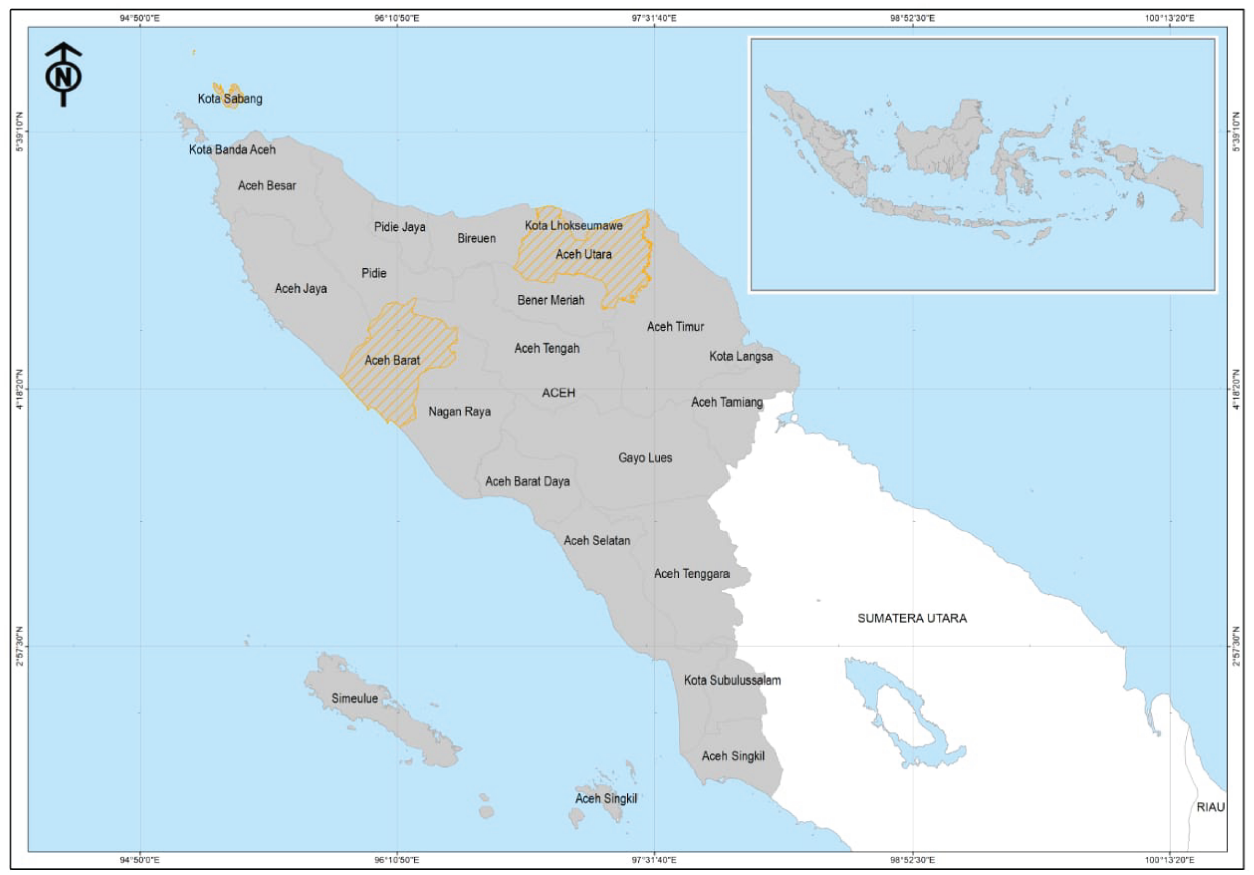 94°50'0"E 96°10'50"E 97°31'40"E 98°52'30"E 100°13'20"E
N
Kota Sabang
5°39'10"N 5°39'10"N
Kota Banda Aceh
Aceh Besar
Kota Lhokseumawe
Pidie Jaya
Bireuen
Aceh Utara
Pidie
Aceh Jaya
Bener Meriah
Aceh Timur
Aceh Tengah
Kota Langsa
Aceh Barat
4°18'20"N 4°18'20"N
ACEH
Aceh Tamiang
Nagan Raya
Gayo Lues
Aceh Barat Daya
Aceh Selatan
Aceh Tenggara
SUMATERA UTARA
2°57'30"N 2°57'30"N
Kota Subulussalam
Simeulue
Aceh Singkil
Aceh Singkil
RIAU
94°50'0"E 96°10'50"E 97°31'40"E 98°52'30"E 100°13'20"E